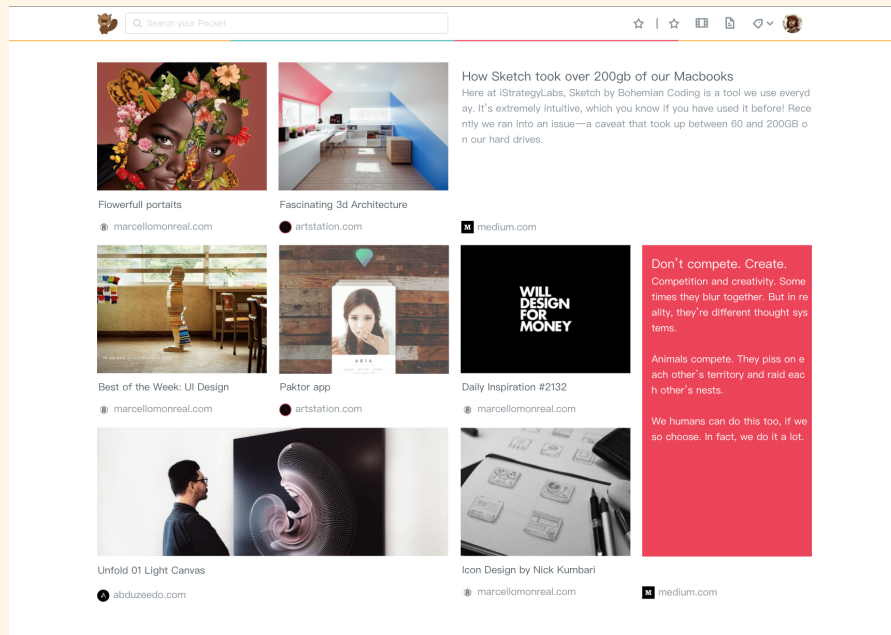 Search your Pocket
How Sketch took over 200gb of our Macbooks
Here at iStrategyLabs, Sketch by Bohemian Coding is a tool we use everyd
ay. It's extremely intuitive, which you know if you have used it before! Rece
ntly we ran into an issue—a caveat that took up between 60 and 200GB o
n our hard drives.
Flowerfull portaits
Fascinating 3d Architecture
marcellomonreal.com
artstation.com
M medium.com
WILL
DESIGN
FOR
MONEY
ARIA
Don't compete. Create.
Competition and creativity. Some
times they blur together. But in re
ality, they're different thought sys
tems.
Animals compete. They piss on e
ach other's territory and raid eac
h other's nests.
We humans can do this too, if we
so choose. In fact, we do it a lot.
Best of the Week: UI Design
Paktor app
Daily Inspiration #2132
marcellomonreal.com
artstation.com
marcellomonreal.com
Unfold 01 Light Canvas
Icon Design by Nick Kumbari
A abduzeedo.com
marcellomonreal.com
M medium.com